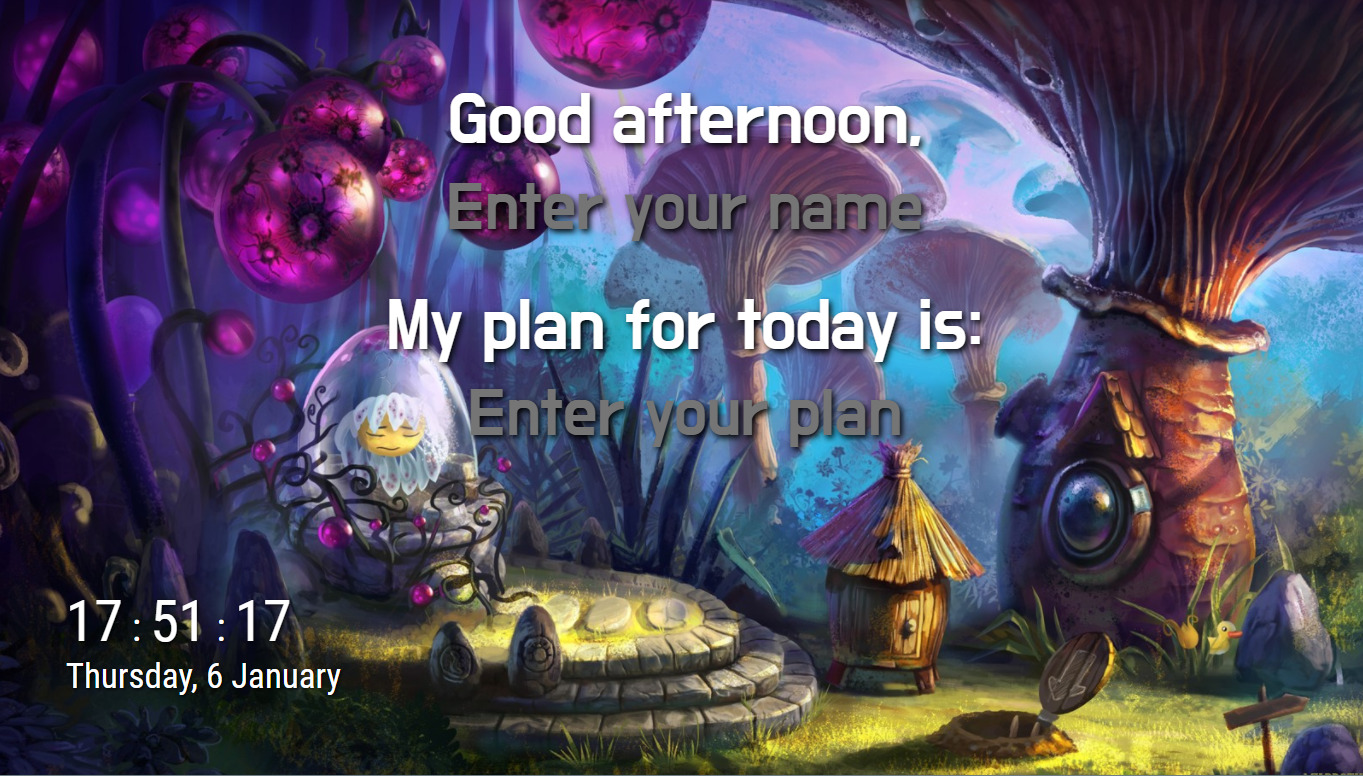 Good afternoon,
Enter your name
My plan for today is:
Enter your plan
17 : 51 : 17
Thursday, 6 January